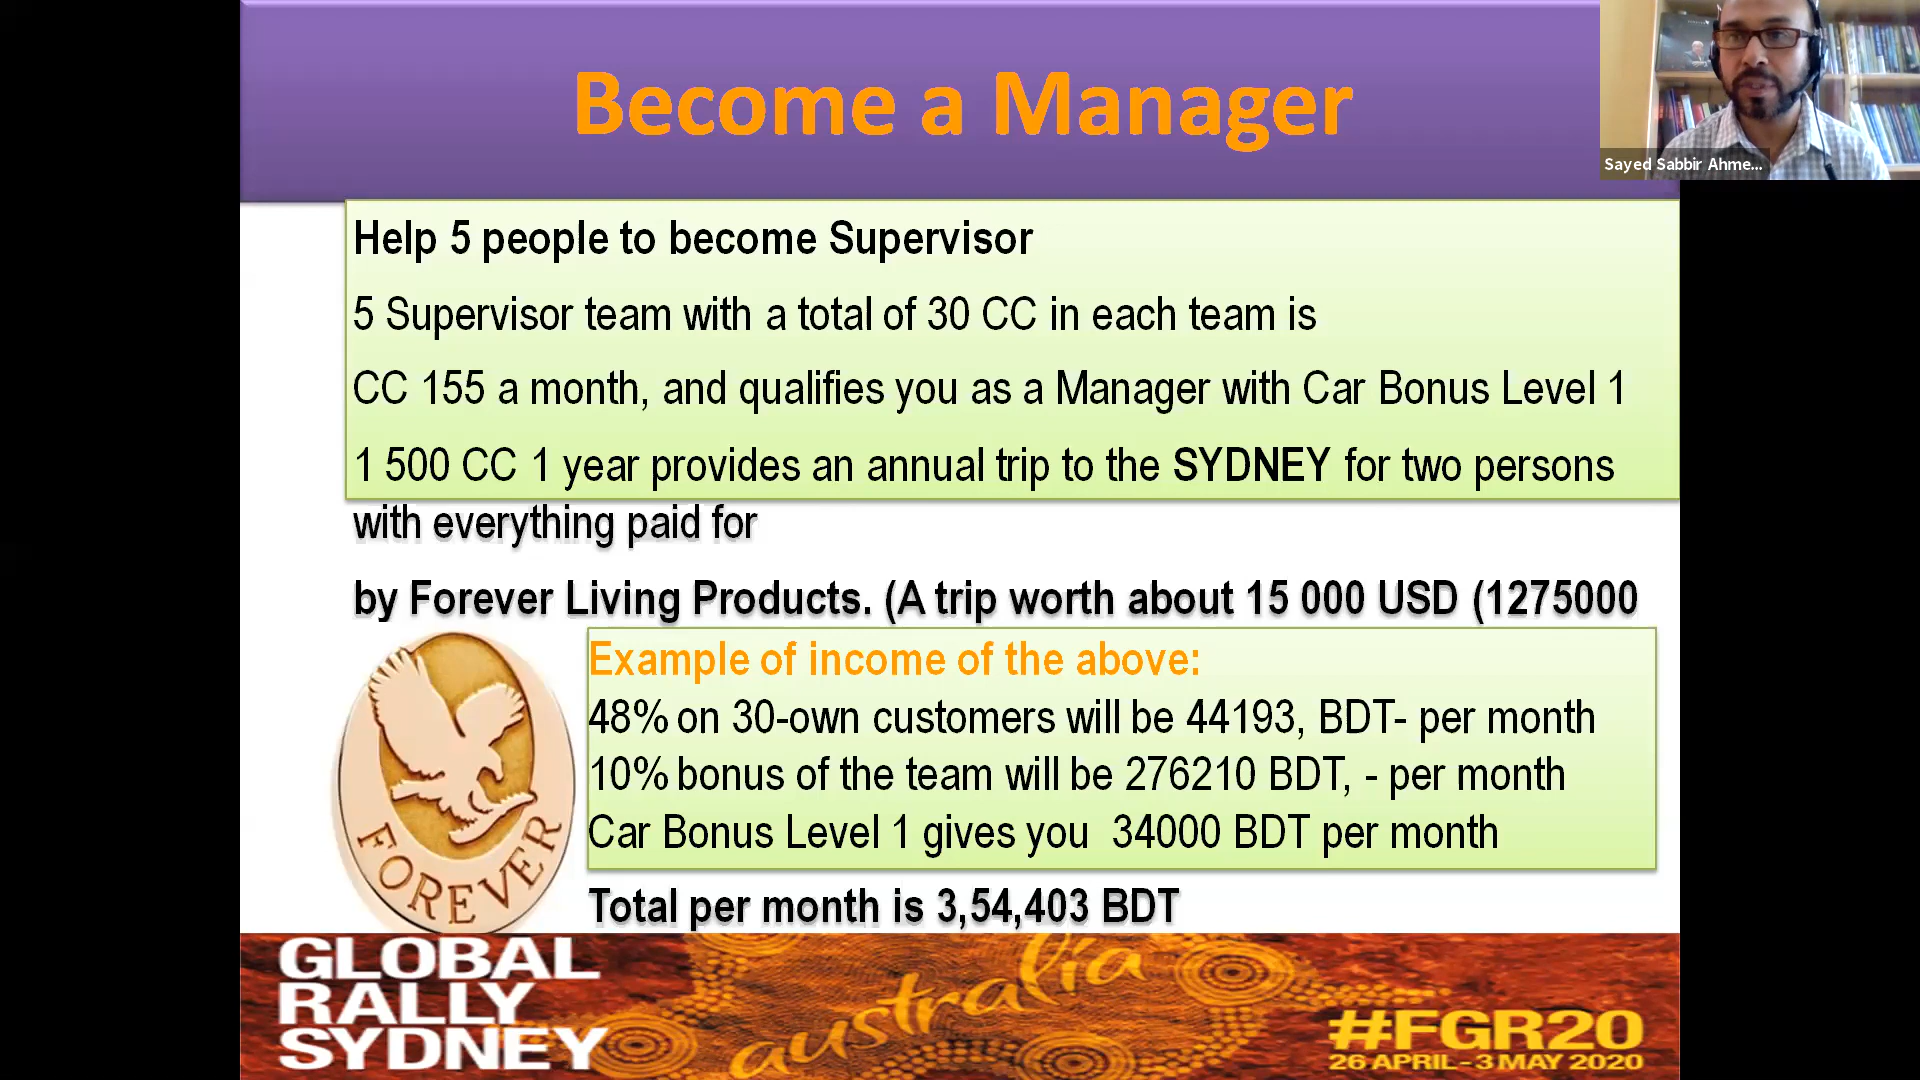 Become a Manager
Sayed Sabbir Ahme...
Help 5 people to become Supervisor
5 Supervisor team with a total of 30 CC in each team is
CC 155 a month, and qualifies you as a Manager with Car Bonus Level 1
1 500 CC 1 year provides an annual trip to the SYDNEY for two persons
with everything paid for
by Forever Living Products. (A trip worth about 15 000 USD (1275000
Example of income of the above:
48% on 30-own customers will be 44193, BDT- per month
10% bonus of the team will be 276210 BDT, - per month
Car Bonus Level 1 gives you  34000 BDT per month
Total per month is 3,54,403 BDT
FOREVER
GLOBAL
RALLY
SYDNEY
australia
#FGR20
26 APRIL - 3 MAY 2020